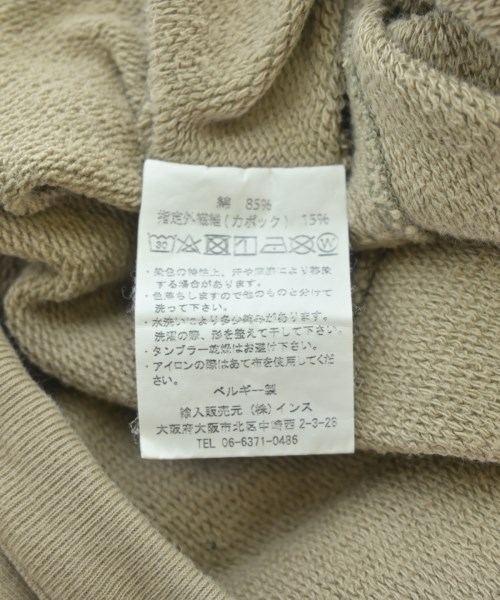 綿 85%
指定外繊維(カポック) 15%
30 W
・染色の特性上、汗や摩擦により移染
する場合があります。
・色落ちしますので他のものと分けて
洗って下さい。
・水洗いにより多少縮みがあります。
洗濯の際、形を整えて干して下さい。
・タンブラー乾燥はお避け下さい。
・アイロンの際はあて布を使用してくだ
さい。
ベルギー製
輸入販売元 (株)インス
大阪府大阪市北区中崎西2-3-28
TEL 06-6371-0486